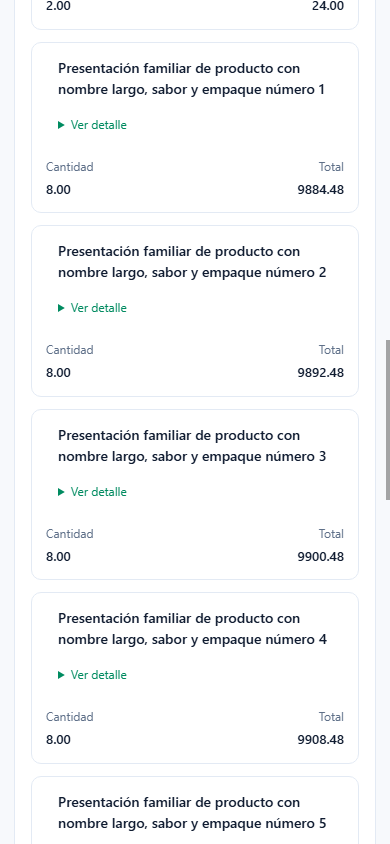 2.00 24.00
Presentación familiar de producto con
nombre largo, sabor y empaque número 1
Ver detalle
Cantidad Total
8.00 9884.48
Presentación familiar de producto con
nombre largo, sabor y empaque número 2
Ver detalle
Cantidad Total
8.00 9892.48
Presentación familiar de producto con
nombre largo, sabor y empaque número 3
Ver detalle
Cantidad Total
8.00 9900.48
Presentación familiar de producto con
nombre largo, sabor y empaque número 4
Ver detalle
Cantidad Total
8.00 9908.48
Presentación familiar de producto con
nombre largo, sabor y empaque número 5